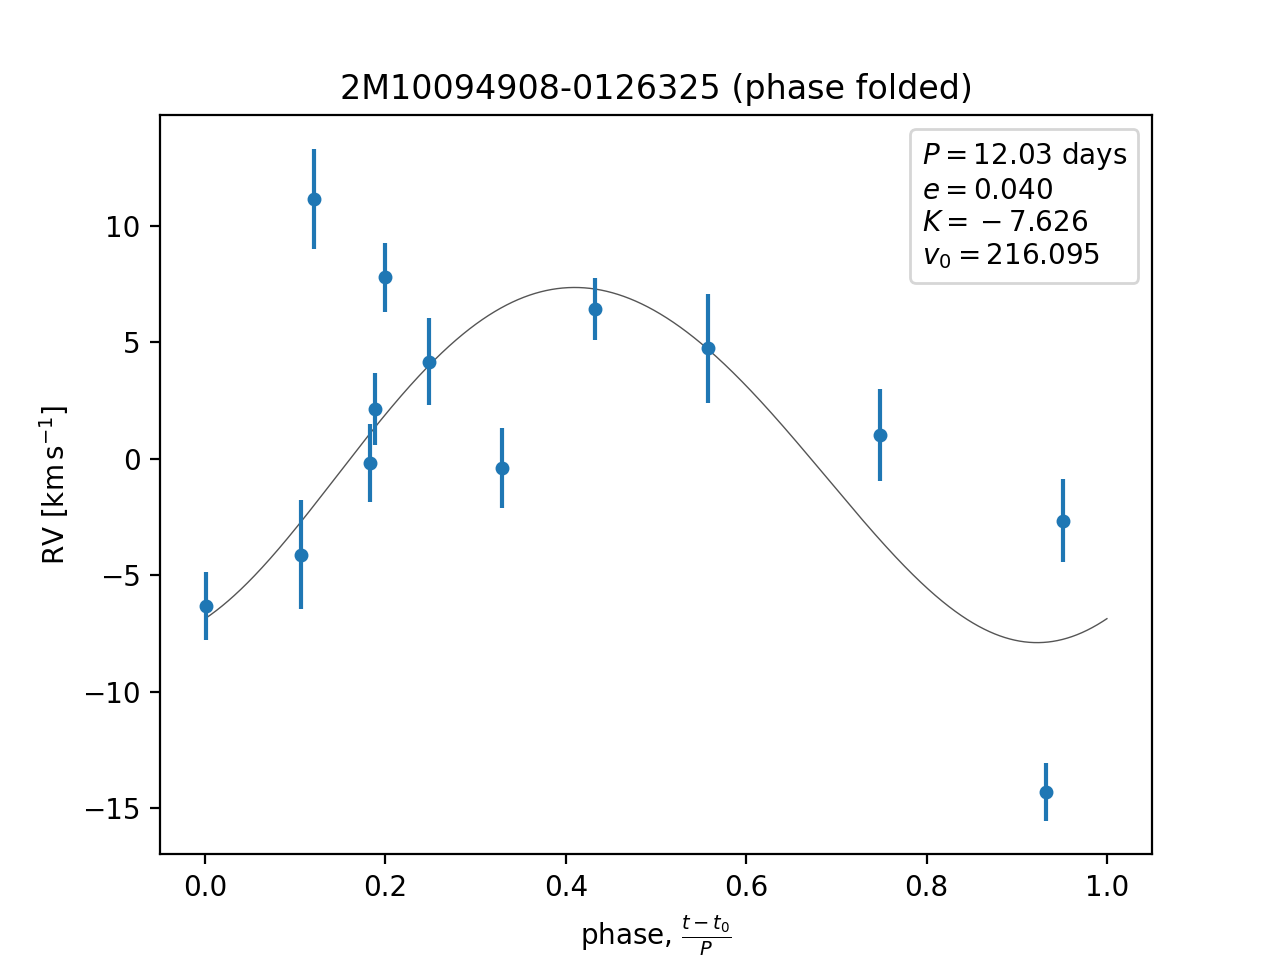 2M10094908-0126325 (phase folded)
P = 12.03 days
e = 0.040
K = −7.626
v₀ = 216.095
10
5
0
−5
−10
−15
RV [km s⁻¹]
0.0 0.2 0.4 0.6 0.8 1.0
phase, (t − t₀)/P